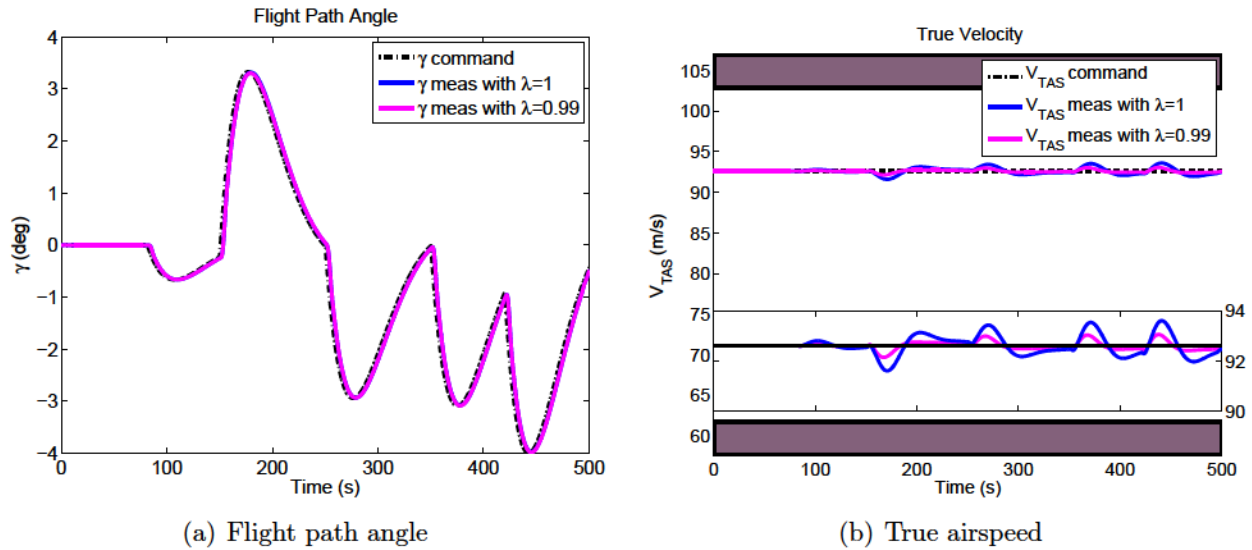 Flight Path Angle
4
3
2
1
0
−1
−2
−3
−4
γ (deg)
γ command
γ meas with λ=1
γ meas with λ=0.99
0
100
200
300
400
500
Time (s)
(a) Flight path angle
True Velocity
105
100
95
90
85
80
75
70
65
60
V_TAS (m/s)
V_TAS command
V_TAS meas with λ=1
V_TAS meas with λ=0.99
94
92
90
0
100
200
300
400
500
Time (s)
(b) True airspeed